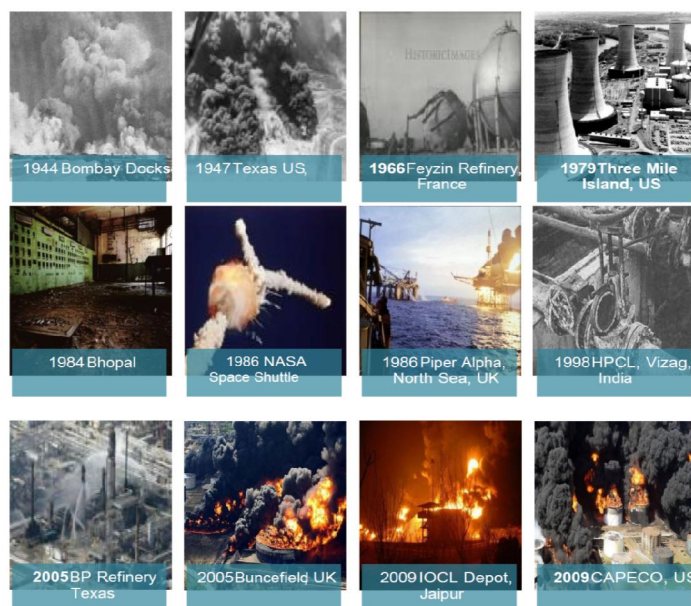 HISTORICIMAGES
1944 Bombay Docks
1947 Texas US,
1966 Feyzin Refinery,
France
1979 Three Mile
Island, US
1984 Bhopal
1986 NASA
Space Shuttle
1986 Piper Alpha,
North Sea, UK
1998 HPCL, Vizag,
India
2005 BP Refinery
Texas
2005 Buncefield UK
2009 IOCL Depot,
Jaipur
2009 CAPECO, US